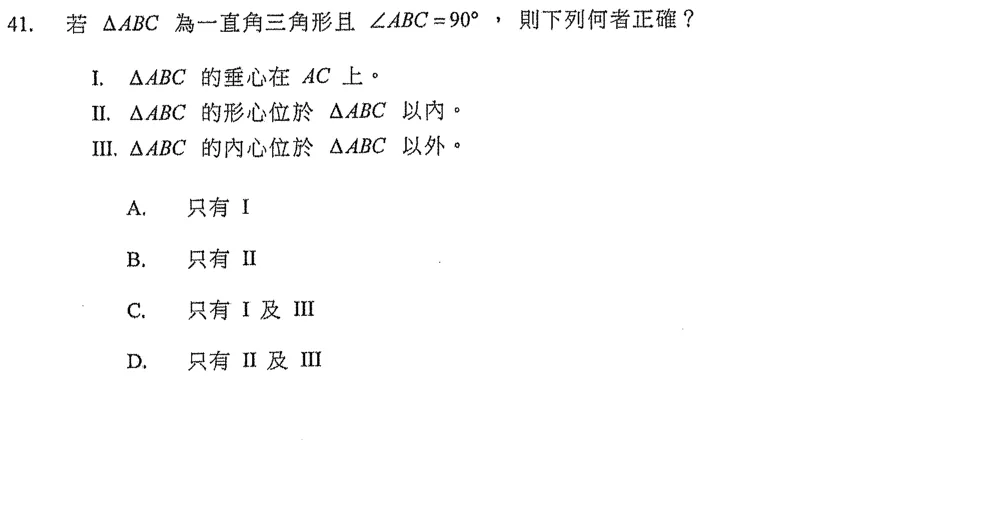 41. 若 ΔABC 為一直角三角形且 ∠ABC = 90° ， 則下列何者正確？
I. ΔABC 的垂心在 AC 上。
II. ΔABC 的形心位於 ΔABC 以內。
III. ΔABC 的內心位於 ΔABC 以外。
A. 只有 I
B. 只有 II
C. 只有 I 及 III
D. 只有 II 及 III